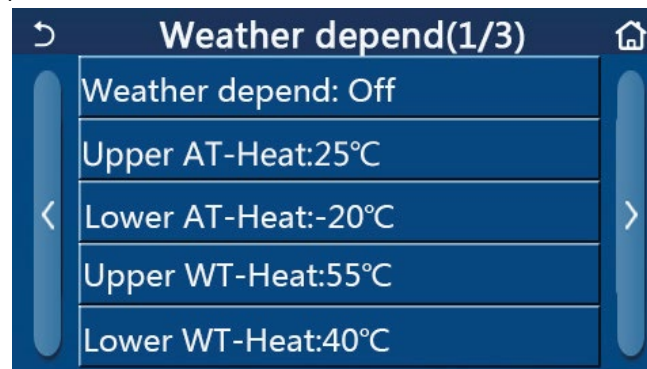 Weather depend(1/3)
Weather depend: Off
Upper AT-Heat:25℃
Lower AT-Heat:-20℃
Upper WT-Heat:55℃
Lower WT-Heat:40℃